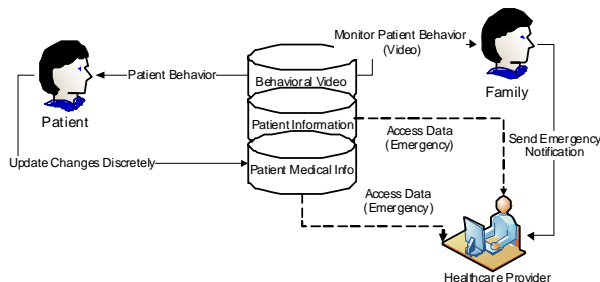 Monitor Patient Behavior
(Video)
Patient Behavior
Behavioral Video
Family
Patient
Patient Information
Access Data
(Emergency)
Send Emergency
Notification
Update Changes Discretely
Patient Medical Info
Access Data
(Emergency)
Healthcare Provider